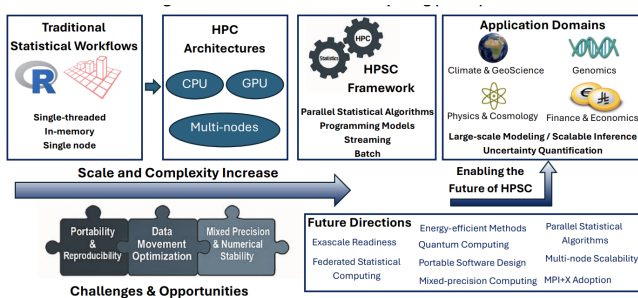 Traditional
Statistical Workflows
R
Single-threaded
In-memory
Single node
HPC
Architectures
CPU
GPU
Multi-nodes
Statistics
HPC
HPSC
Framework
Parallel Statistical Algorithms
Programming Models
Streaming
Batch
Application Domains
Climate & GeoScience
Genomics
Physics & Cosmology
Finance & Economics
Large-scale Modeling / Scalable Inference
Uncertainty Quantification
Scale and Complexity Increase
Enabling the
Future of HPSC
Portability
&
Reproducibility
Data
Movement
Optimization
Mixed Precision
& Numerical
Stability
Challenges & Opportunities
Future Directions
Exascale Readiness
Federated Statistical
Computing
Energy-efficient Methods
Quantum Computing
Portable Software Design
Mixed-precision Computing
Parallel Statistical
Algorithms
Multi-node Scalability
MPI+X Adoption